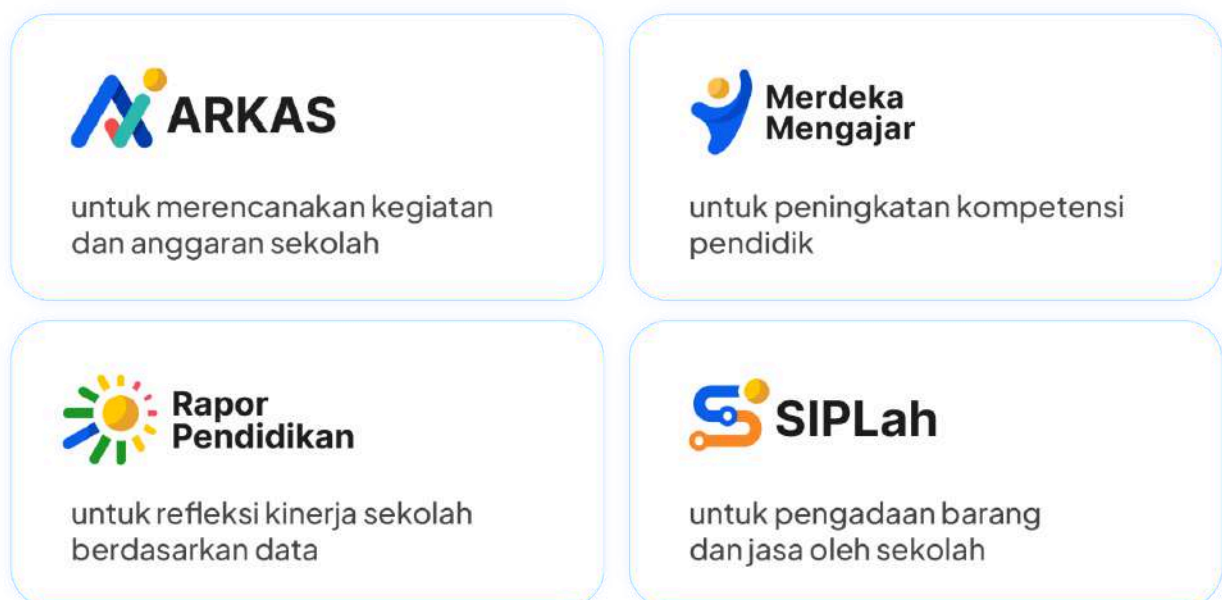 ARKAS
untuk merencanakan kegiatan
dan anggaran sekolah
Merdeka
Mengajar
untuk peningkatan kompetensi
pendidik
Rapor
Pendidikan
untuk refleksi kinerja sekolah
berdasarkan data
SIPLah
untuk pengadaan barang
dan jasa oleh sekolah